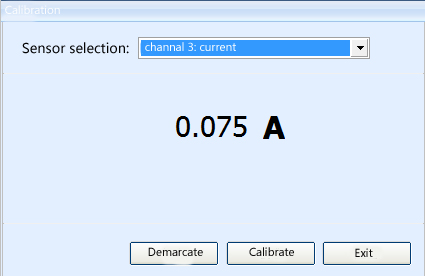 Calibration
Sensor selection: channal 3: current
0.075 A
Demarcate Calibrate Exit